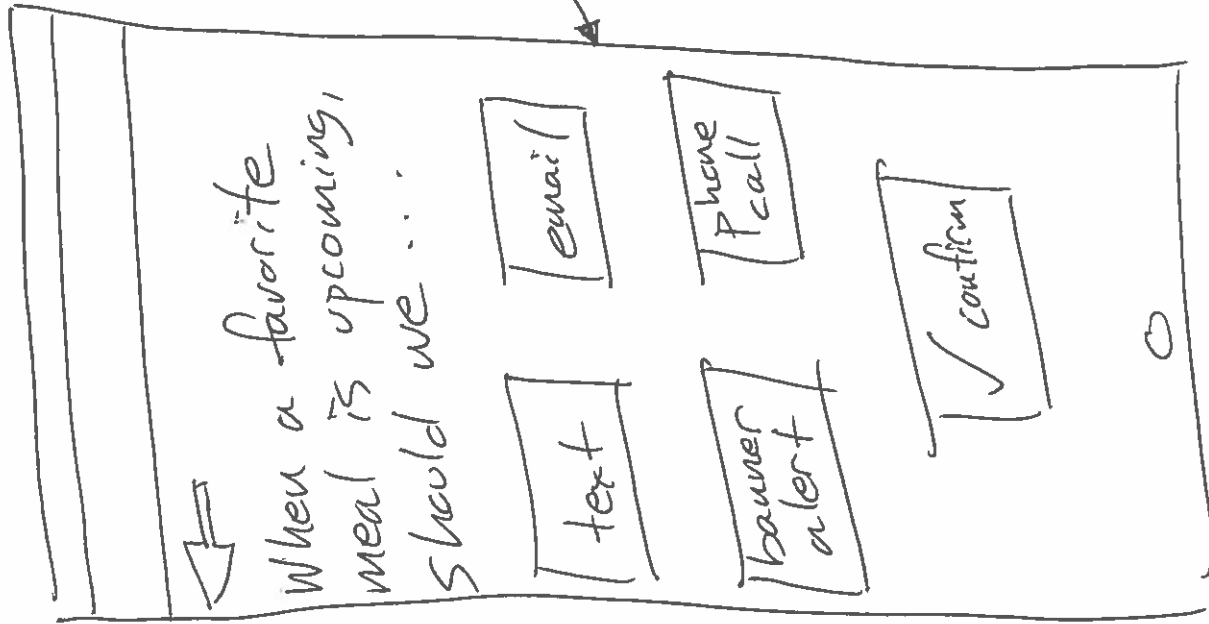 When a favorite
meal is upcoming,
should we...
text
email
banner
alert
Phone
call
✓ confirm